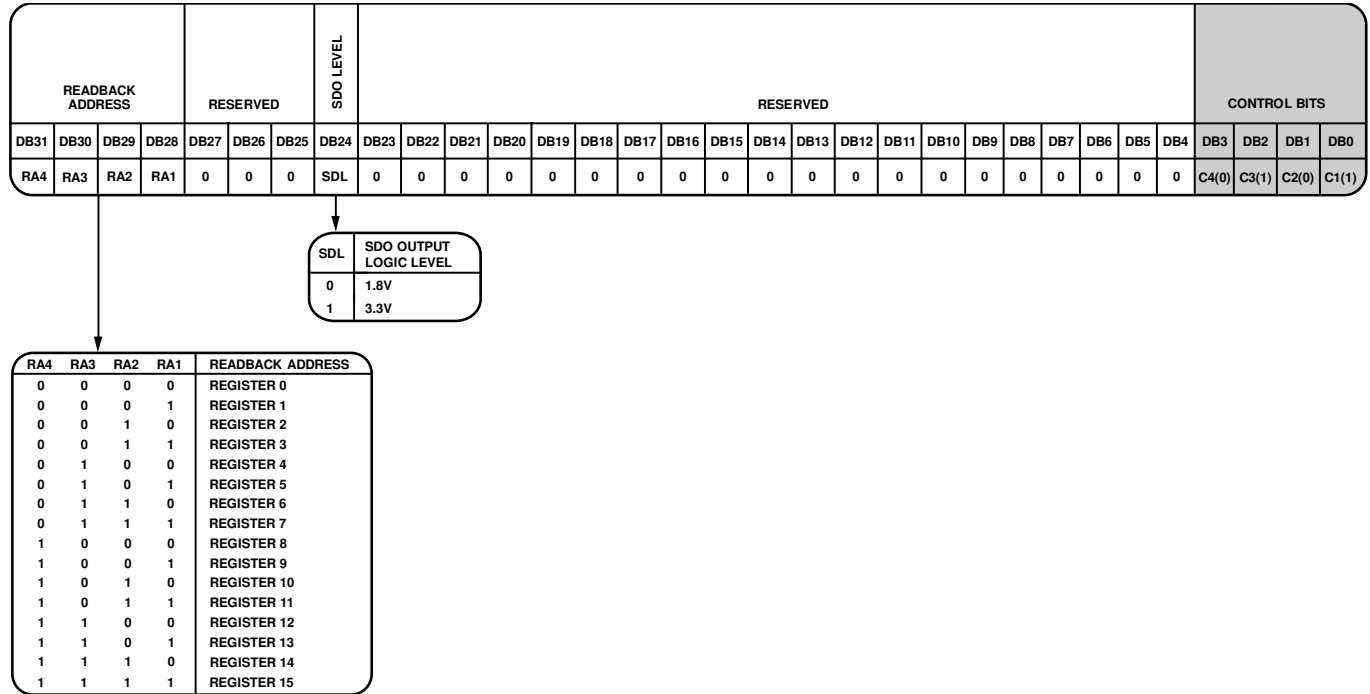 READBACK
ADDRESS
RESERVED
SDO LEVEL
RESERVED
CONTROL BITS
DB31 DB30 DB29 DB28 DB27 DB26 DB25 DB24 DB23 DB22 DB21 DB20 DB19 DB18 DB17 DB16 DB15 DB14 DB13 DB12 DB11 DB10 DB9 DB8 DB7 DB6 DB5 DB4 DB3 DB2 DB1 DB0
RA4 RA3 RA2 RA1 0 0 0 SDL 0 0 0 0 0 0 0 0 0 0 0 0 0 0 0 0 0 0 0 0 C4(0) C3(1) C2(0) C1(1)
SDL SDO OUTPUT
LOGIC LEVEL
0 1.8V
1 3.3V
RA4 RA3 RA2 RA1 READBACK ADDRESS
0 0 0 0 REGISTER 0
0 0 0 1 REGISTER 1
0 0 1 0 REGISTER 2
0 0 1 1 REGISTER 3
0 1 0 0 REGISTER 4
0 1 0 1 REGISTER 5
0 1 1 0 REGISTER 6
0 1 1 1 REGISTER 7
1 0 0 0 REGISTER 8
1 0 0 1 REGISTER 9
1 0 1 0 REGISTER 10
1 0 1 1 REGISTER 11
1 1 0 0 REGISTER 12
1 1 0 1 REGISTER 13
1 1 1 0 REGISTER 14
1 1 1 1 REGISTER 15